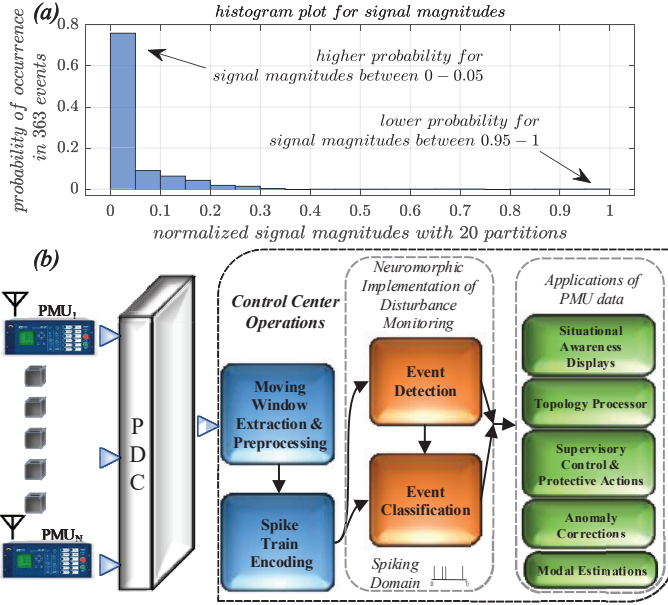 (a)
histogram plot for signal magnitudes
probability of occurrence
in 363 events
0.8
0.6
0.4
0.2
0
higher probability for
signal magnitudes between 0 − 0.05
lower probability for
signal magnitudes between 0.95 − 1
0 0.1 0.2 0.3 0.4 0.5 0.6 0.7 0.8 0.9 1
normalized signal magnitudes with 20 partitions
(b)
PMU1
PMUN
PDC
Control Center
Operations
Moving
Window
Extraction &
Preprocessing
Spike
Train
Encoding
Neuromorphic
Implementation of
Disturbance
Monitoring
Event
Detection
Event
Classification
Spiking
Domain
Applications of
PMU data
Situational
Awareness
Displays
Topology Processor
Supervisory
Control &
Protective Actions
Anomaly
Corrections
Modal Estimations